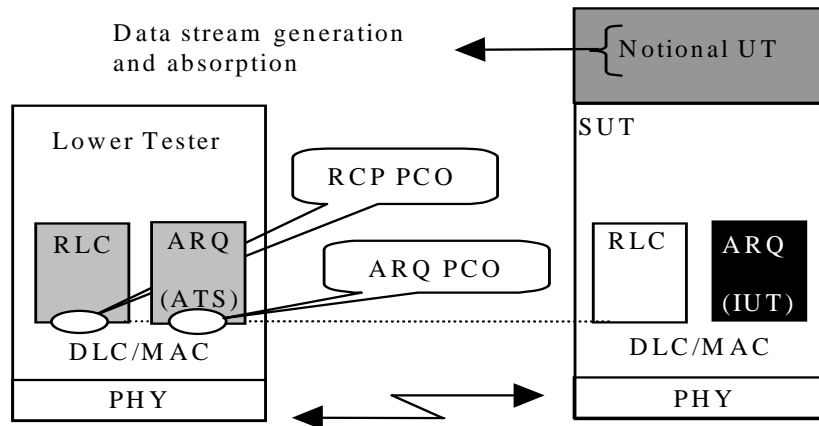 Data stream generation
and absorption
Notional UT
Lower Tester
SUT
RCP PCO
RLC
ARQ
(ATS)
ARQ PCO
RLC
ARQ
(IUT)
DLC/MAC
DLC/MAC
PHY
PHY